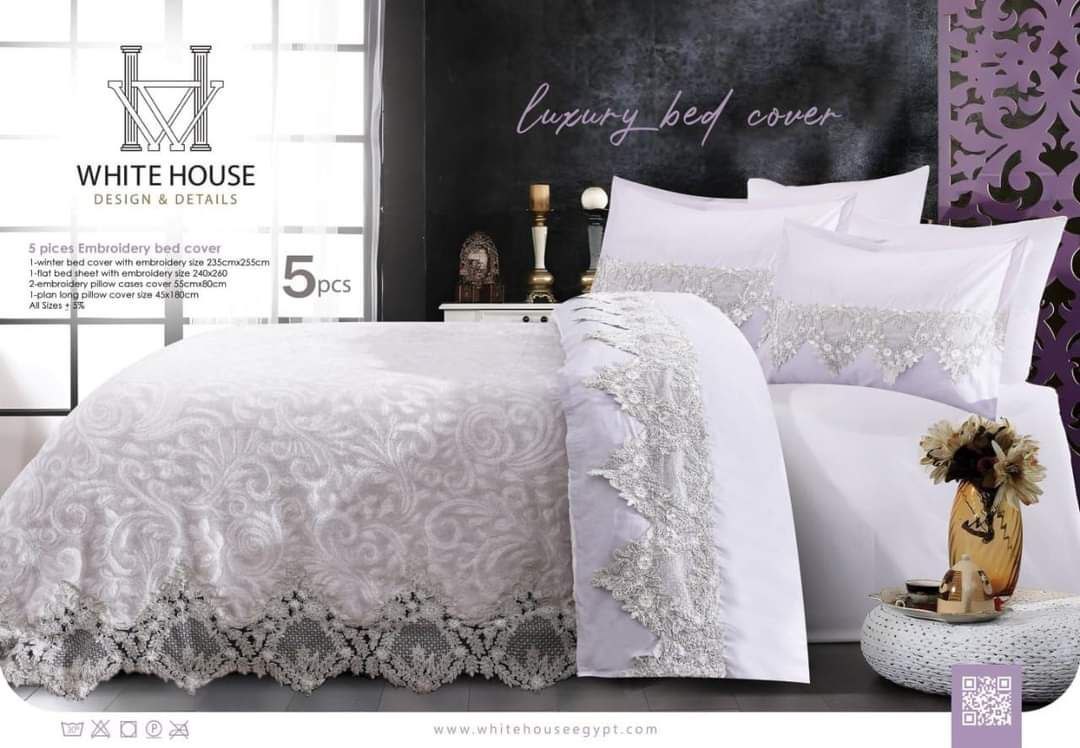 WHITE HOUSE
DESIGN & DETAILS
luxury bed cover
5 pices Embroidery bed cover
1-winter bed cover with embroidery size 235cmx255cm
1-flat bed sheet with embroidery size 240x260
2-embroidery pillow cases cover 55cmx80cm
1-plan long pillow cover size 45x180cm
All Sizes ± 5%
5pcs
30°
P
www.whitehouseegypt.com